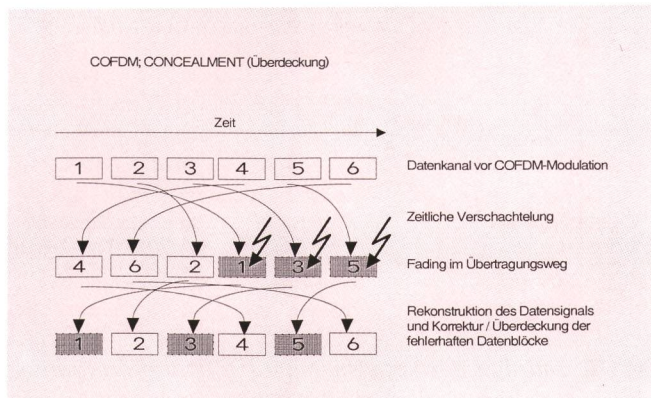 COFDM; CONCEALMENT (Überdeckung)
Zeit
1 2 3 4 5 6
Datenkanal vor COFDM-Modulation
Zeitliche Verschachtelung
4 6 2 1 3 5
Fading im Übertragungsweg
Rekonstruktion des Datensignals
und Korrektur / Überdeckung der
fehlerhaften Datenblöcke
1 2 3 4 5 6